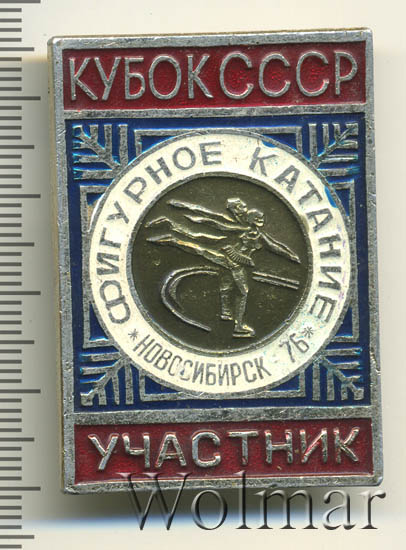 КУБОК СССР
ФИГУРНОЕ КАТАНИЕ
*НОВОСИБИРСК-76*
УЧАСТНИК
Wolmar